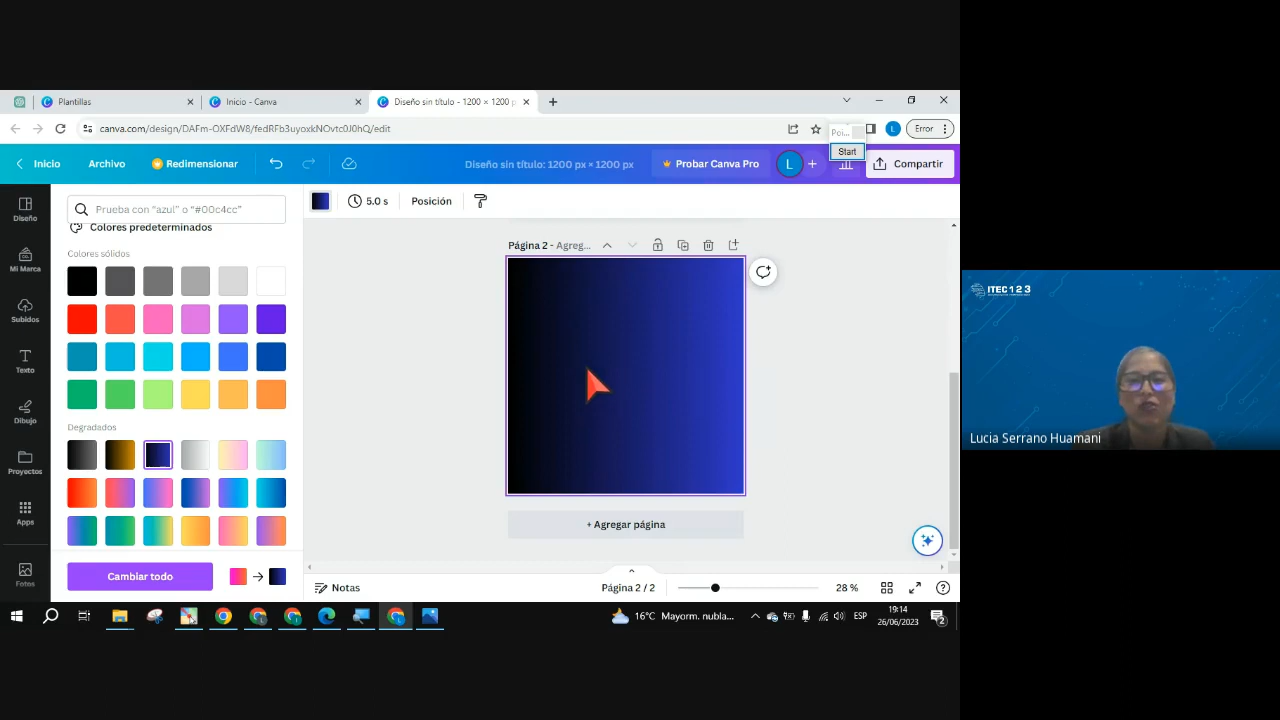 Plantillas
Inicio - Canva
Diseño sin título - 1200 × 1200 p
canva.com/design/DAFm-OXFdW8/fedRFb3uyoxkNOvtc0J0hQ/edit
Error
Poi...
Start
Inicio
Archivo
Redimensionar
Diseño sin título: 1200 px × 1200 px
Probar Canva Pro
L
Compartir
Diseño
Mi Marca
Subidos
Texto
Dibujo
Proyectos
Apps
Fotos
Prueba con "azul" o "#00c4cc"
Colores predeterminados
Colores sólidos
Degradados
Cambiar todo
5.0 s
Posición
Página 2 - Agreg...
+ Agregar página
Notas
Página 2 / 2
28 %
16°C Mayorm. nubla...
ESP
19:14
26/06/2023
2
ITEC 1 2 3
Lucia Serrano Huamani